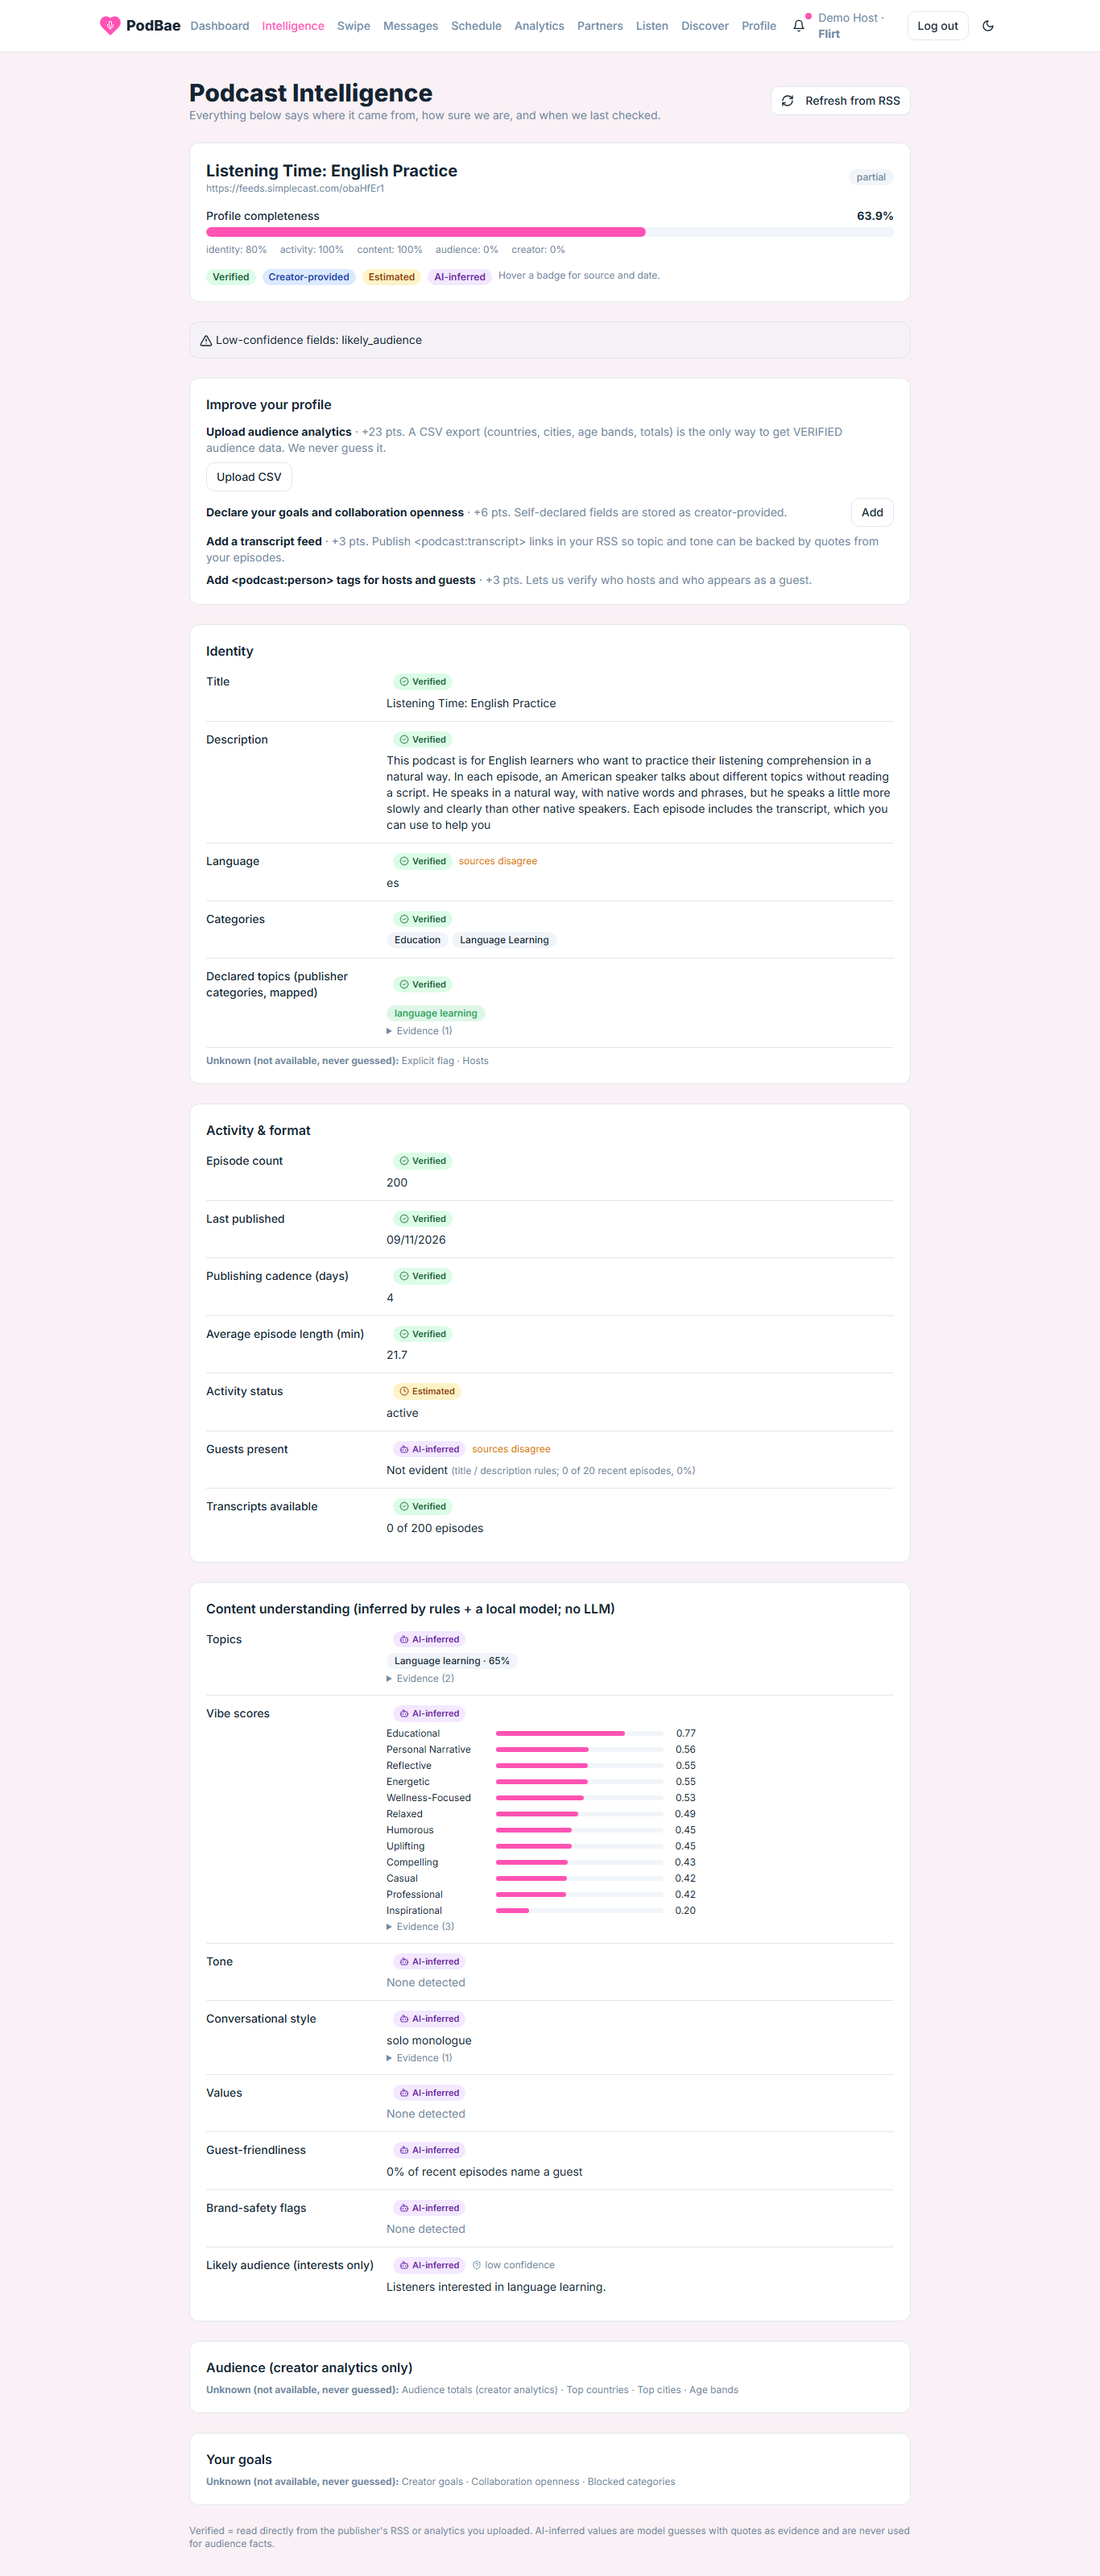 PodBae Dashboard Intelligence Swipe Messages Schedule Analytics Partners Listen Discover Profile Demo Host · Flirt Log out
Podcast Intelligence
Everything below says where it came from, how sure we are, and when we last checked.
Refresh from RSS
Listening Time: English Practice
https://feeds.simplecast.com/obaHfEr1
partial
Profile completeness 63.9%
identity: 80% activity: 100% content: 100% audience: 0% creator: 0%
Verified Creator-provided Estimated AI-inferred Hover a badge for source and date.
Low-confidence fields: likely_audience
Improve your profile
Upload audience analytics · +23 pts. A CSV export (countries, cities, age bands, totals) is the only way to get VERIFIED
audience data. We never guess it.
Upload CSV
Declare your goals and collaboration openness · +6 pts. Self-declared fields are stored as creator-provided. Add
Add a transcript feed · +3 pts. Publish <podcast:transcript> links in your RSS so topic and tone can be backed by quotes from
your episodes.
Add <podcast:person> tags for hosts and guests · +3 pts. Lets us verify who hosts and who appears as a guest.
Identity
Title Verified
Listening Time: English Practice
Description Verified
This podcast is for English learners who want to practice their listening comprehension in a
natural way. In each episode, an American speaker talks about different topics without reading
a script. He speaks in a natural way, with native words and phrases, but he speaks a little more
slowly and clearly than other native speakers. Each episode includes the transcript, which you
can use to help you
Language Verified sources disagree
es
Categories Verified
Education Language Learning
Declared topics (publisher
categories, mapped) Verified
language learning
Evidence (1)
Unknown (not available, never guessed): Explicit flag · Hosts
Activity & format
Episode count Verified
200
Last published Verified
09/11/2026
Publishing cadence (days) Verified
4
Average episode length (min) Verified
21.7
Activity status Estimated
active
Guests present AI-inferred sources disagree
Not evident (title / description rules; 0 of 20 recent episodes, 0%)
Transcripts available Verified
0 of 200 episodes
Content understanding (inferred by rules + a local model; no LLM)
Topics AI-inferred
Language learning · 65%
Evidence (2)
Vibe scores AI-inferred
Educational 0.77
Personal Narrative 0.56
Reflective 0.55
Energetic 0.55
Wellness-Focused 0.53
Relaxed 0.49
Humorous 0.45
Uplifting 0.45
Compelling 0.43
Casual 0.42
Professional 0.42
Inspirational 0.20
Evidence (3)
Tone AI-inferred
None detected
Conversational style AI-inferred
solo monologue
Evidence (1)
Values AI-inferred
None detected
Guest-friendliness AI-inferred
0% of recent episodes name a guest
Brand-safety flags AI-inferred
None detected
Likely audience (interests only) AI-inferred low confidence
Listeners interested in language learning.
Audience (creator analytics only)
Unknown (not available, never guessed): Audience totals (creator analytics) · Top countries · Top cities · Age bands
Your goals
Unknown (not available, never guessed): Creator goals · Collaboration openness · Blocked categories
Verified = read directly from the publisher's RSS or analytics you uploaded. AI-inferred values are model guesses with quotes as evidence and are never used
for audience facts.